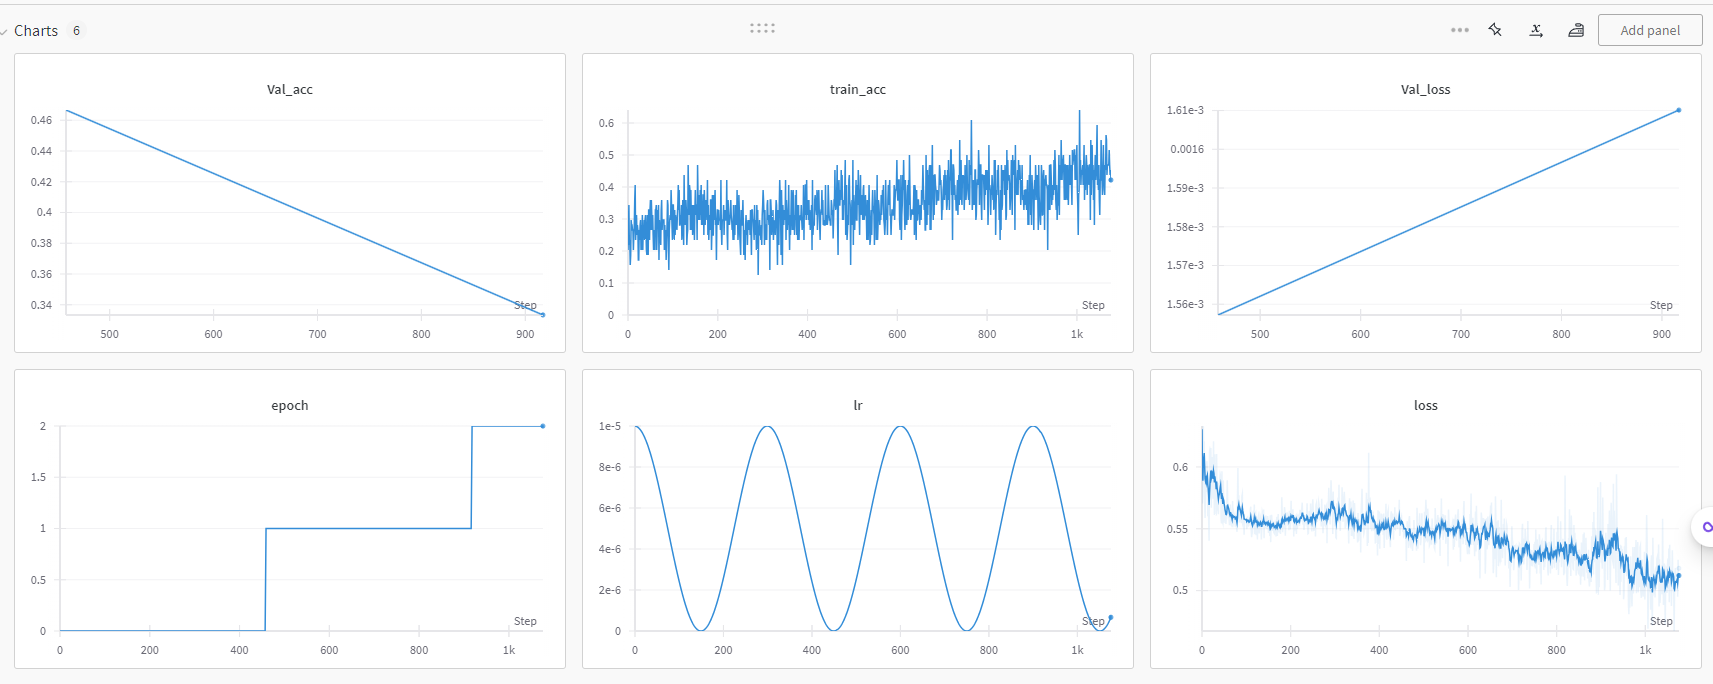 Charts 6
Add panel
Val_acc
0.46
0.44
0.42
0.4
0.38
0.36
0.34
Step
500 600 700 800 900
train_acc
0.6
0.5
0.4
0.3
0.2
0.1
0
Step
0 200 400 600 800 1k
Val_loss
1.61e-3
0.0016
1.59e-3
1.58e-3
1.57e-3
1.56e-3
Step
500 600 700 800 900
epoch
2
1.5
1
0.5
0
Step
0 200 400 600 800 1k
lr
1e-5
8e-6
6e-6
4e-6
2e-6
0
Step
0 200 400 600 800 1k
loss
0.6
0.55
0.5
Step
0 200 400 600 800 1k